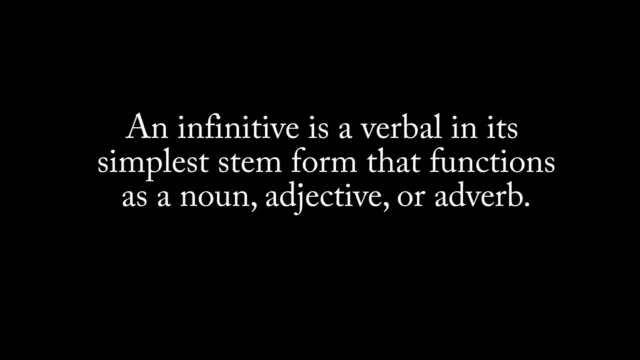 An infinitive is a verbal in its
simplest stem form that functions
as a noun, adjective, or adverb.